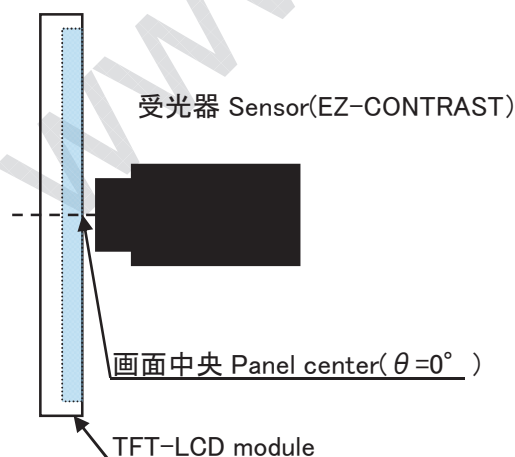 受光器 Sensor(EZ-CONTRAST)
画面中央 Panel center( θ=0° )
TFT-LCD module